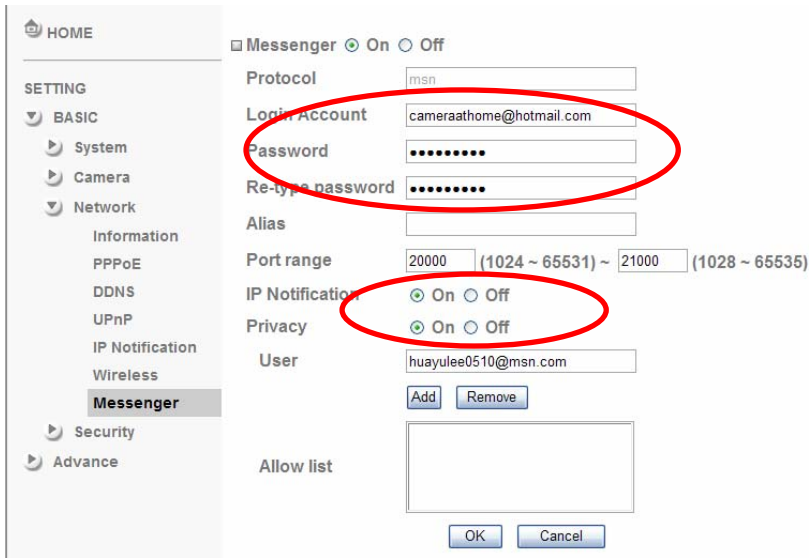 HOME
SETTING
BASIC
System
Camera
Network
Information
PPPoE
DDNS
UPnP
IP Notification
Wireless
Messenger
Security
Advance
Messenger On Off
Protocol msn
Login Account cameraathome@hotmail.com
Password •••••••••
Re-type password •••••••••
Alias
Port range 20000 (1024 ~ 65531) ~ 21000 (1028 ~ 65535)
IP Notification On Off
Privacy On Off
User huayulee0510@msn.com
Add Remove
Allow list
OK Cancel